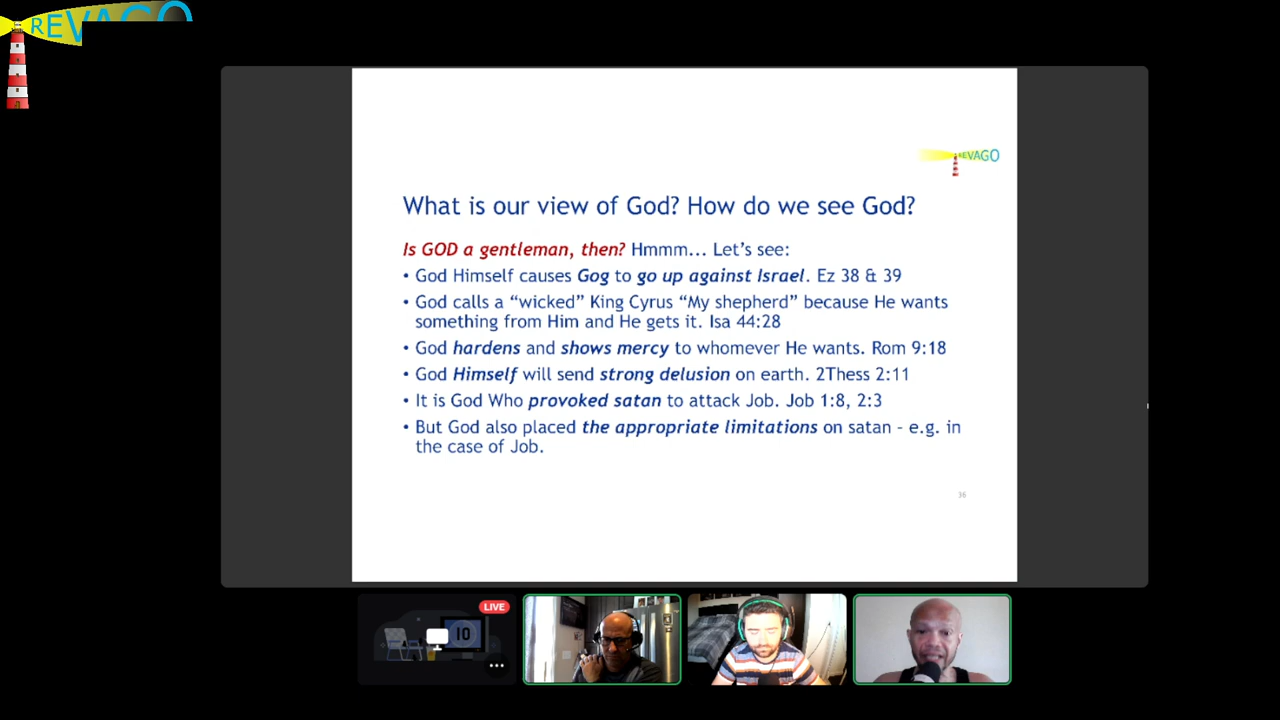 REVAGO
REVAGO
What is our view of God? How do we see God?
Is GOD a gentleman, then? Hmmm... Let's see:
• God Himself causes Gog to go up against Israel. Ez 38 & 39
• God calls a “wicked” King Cyrus “My shepherd” because He wants
something from Him and He gets it. Isa 44:28
• God hardens and shows mercy to whomever He wants. Rom 9:18
• God Himself will send strong delusion on earth. 2Thess 2:11
• It is God Who provoked satan to attack Job. Job 1:8, 2:3
• But God also placed the appropriate limitations on satan – e.g. in
the case of Job.
36
LIVE
10